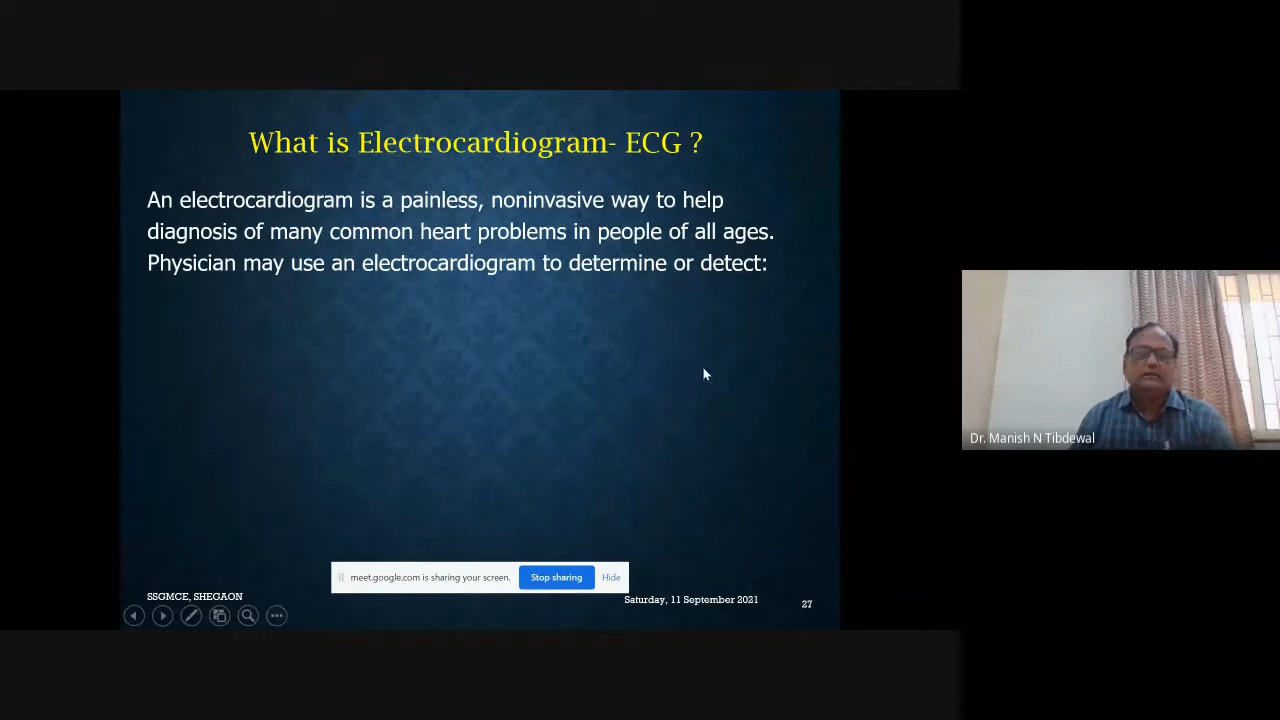 What is Electrocardiogram- ECG ?
An electrocardiogram is a painless, noninvasive way to help
diagnosis of many common heart problems in people of all ages.
Physician may use an electrocardiogram to determine or detect:
Dr. Manish N Tibdewal
meet.google.com is sharing your screen.
Stop sharing
Hide
SSGMCE, SHEGAON
Saturday, 11 September 2021
27